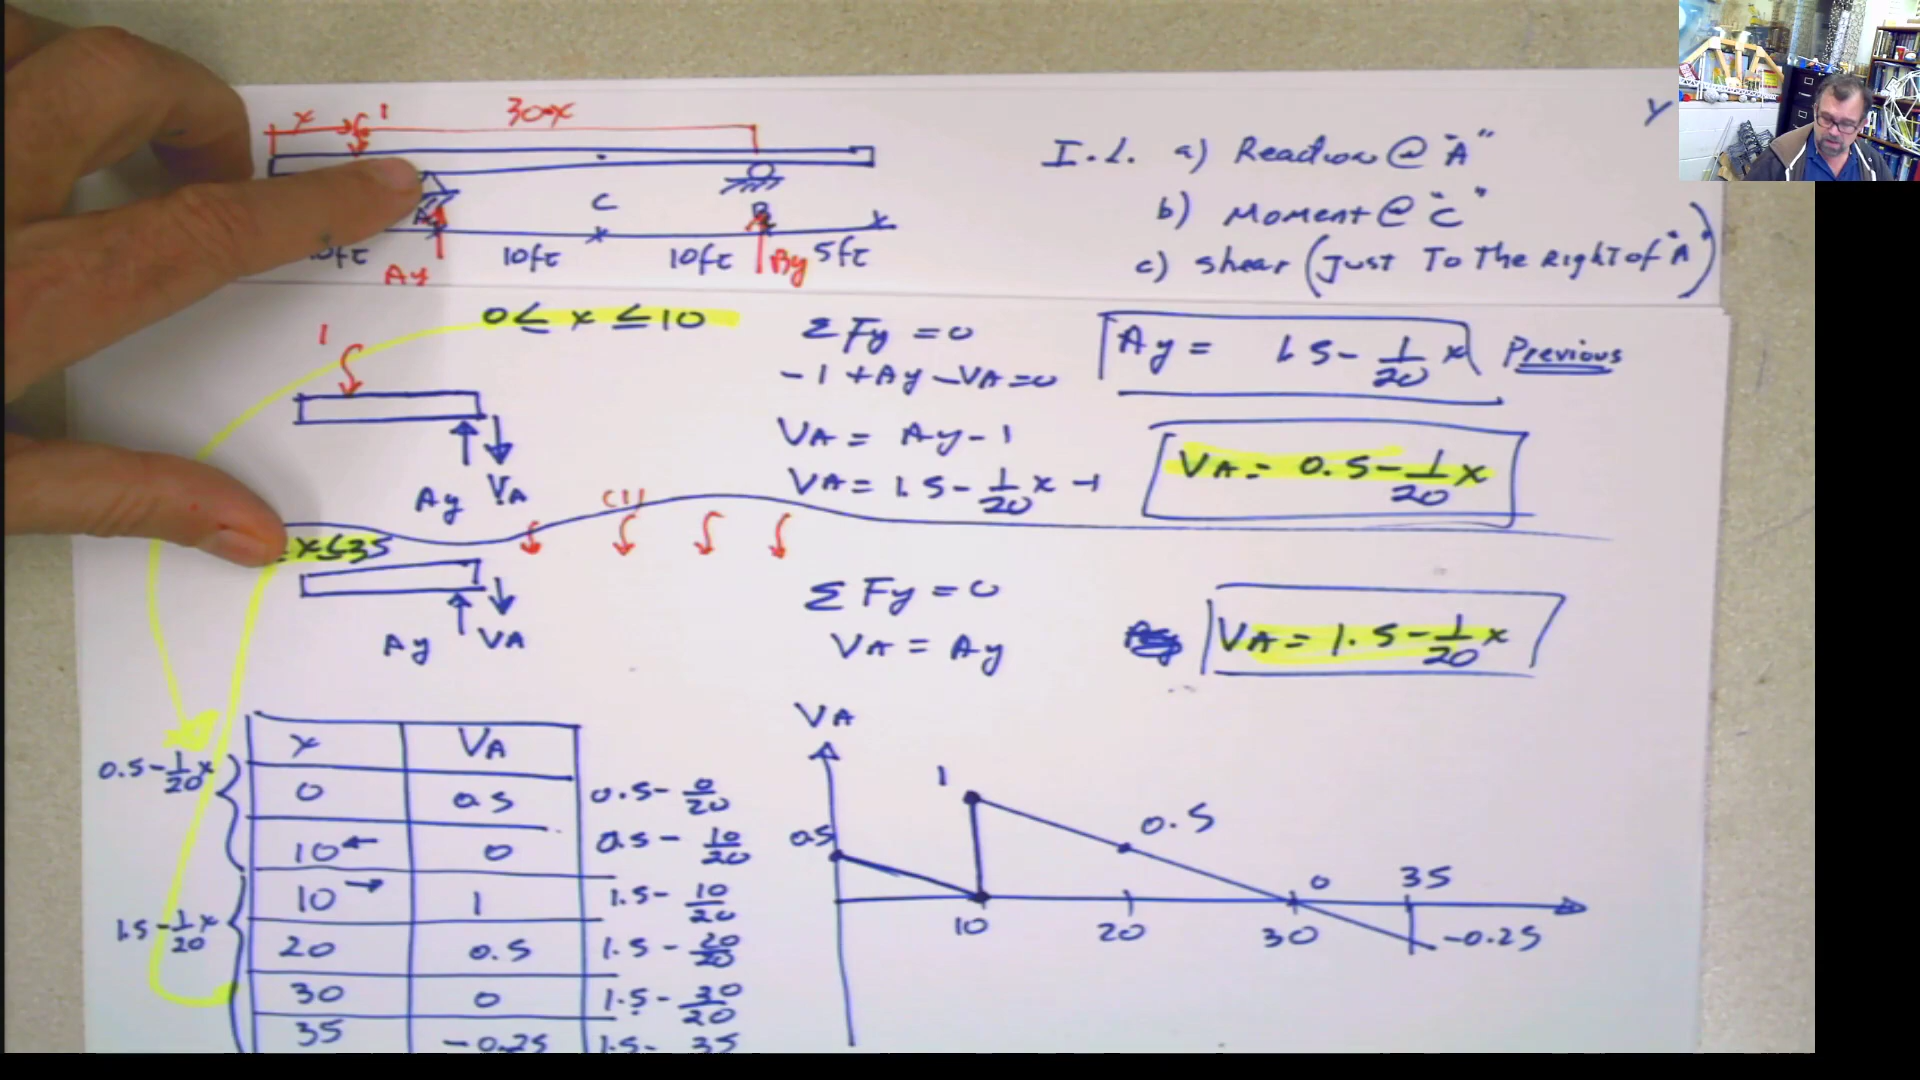 x 1 30-x
I.L. a) Reaction @ "A"
b) Moment @ "C"
c) shear (Just To The Right of "A")
C
A B
10ft 10ft 5ft
Ay By
0 ≤ x ≤ 10
1
ΣFy = 0
-1 + Ay - VA = 0
Ay = 1.5 - 1/20 x Previous
VA = Ay - 1
VA = 1.5 - 1/20 x - 1
VA = 0.5 - 1/20 x
Ay VA
(1)
x ≤ 35
ΣFy = 0
VA = Ay
VA = 1.5 - 1/20 x
Ay VA
x VA
0.5 - 1/20 x
0 0.5 0.5 - 0/20
10 ← 0 0.5 - 10/20
1.5 - 1/20 x
10 → 1 1.5 - 10/20
20 0.5 1.5 - 20/20
30 0 1.5 - 30/20
35 -0.25 1.5 - 35
VA
1
0.5
0.5
0 35
10 20 30 -0.25